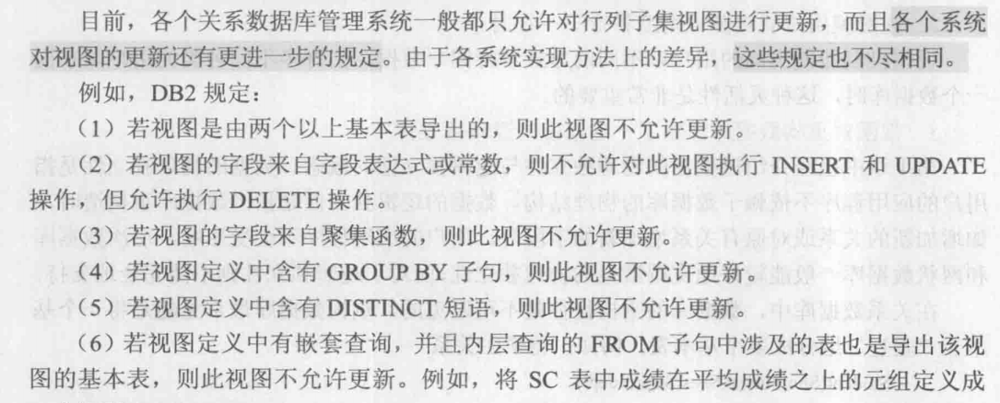 目前，各个关系数据库管理系统一般都只允许对行列子集视图进行更新，而且各个系统
对视图的更新还有更进一步的规定。由于各系统实现方法上的差异，这些规定也不尽相同。
例如，DB2 规定：
（1）若视图是由两个以上基本表导出的，则此视图不允许更新。
（2）若视图的字段来自字段表达式或常数，则不允许对此视图执行 INSERT 和 UPDATE
操作，但允许执行 DELETE 操作。
（3）若视图的字段来自聚集函数，则此视图不允许更新。
（4）若视图定义中含有 GROUP BY 子句，则此视图不允许更新。
（5）若视图定义中含有 DISTINCT 短语，则此视图不允许更新。
（6）若视图定义中有嵌套查询，并且内层查询的 FROM 子句中涉及的表也是导出该视
图的基本表，则此视图不允许更新。例如，将 SC 表中成绩在平均成绩之上的元组定义成